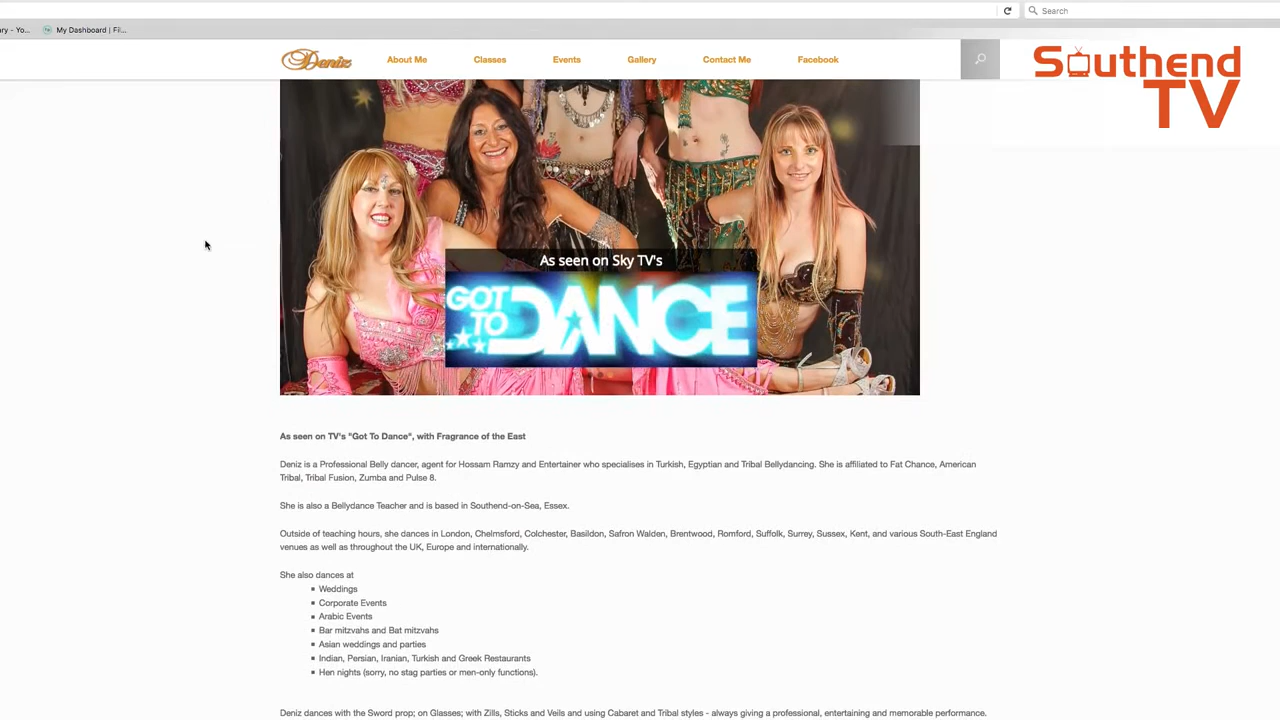 Search
ary - Yo...
My Dashboard | Fil...
Deniz
About Me
Classes
Events
Gallery
Contact Me
Facebook
Southend
TV
As seen on Sky TV's
GOT
TO
DANCE
As seen on TV's "Got To Dance", with Fragrance of the East
Deniz is a Professional Belly dancer, agent for Hossam Ramzy and Entertainer who specialises in Turkish, Egyptian and Tribal Bellydancing. She is affiliated to Fat Chance, American
Tribal, Tribal Fusion, Zumba and Pulse 8.
She is also a Bellydance Teacher and is based in Southend-on-Sea, Essex.
Outside of teaching hours, she dances in London, Chelmsford, Colchester, Basildon, Safron Walden, Brentwood, Romford, Suffolk, Surrey, Sussex, Kent, and various South-East England
venues as well as throughout the UK, Europe and internationally.
She also dances at
Weddings
Corporate Events
Arabic Events
Bar mitzvahs and Bat mitzvahs
Asian weddings and parties
Indian, Persian, Iranian, Turkish and Greek Restaurants
Hen nights (sorry, no stag parties or men-only functions).
Deniz dances with the Sword prop; on Glasses; with Zills, Sticks and Veils and using Cabaret and Tribal styles - always giving a professional, entertaining and memorable performance.